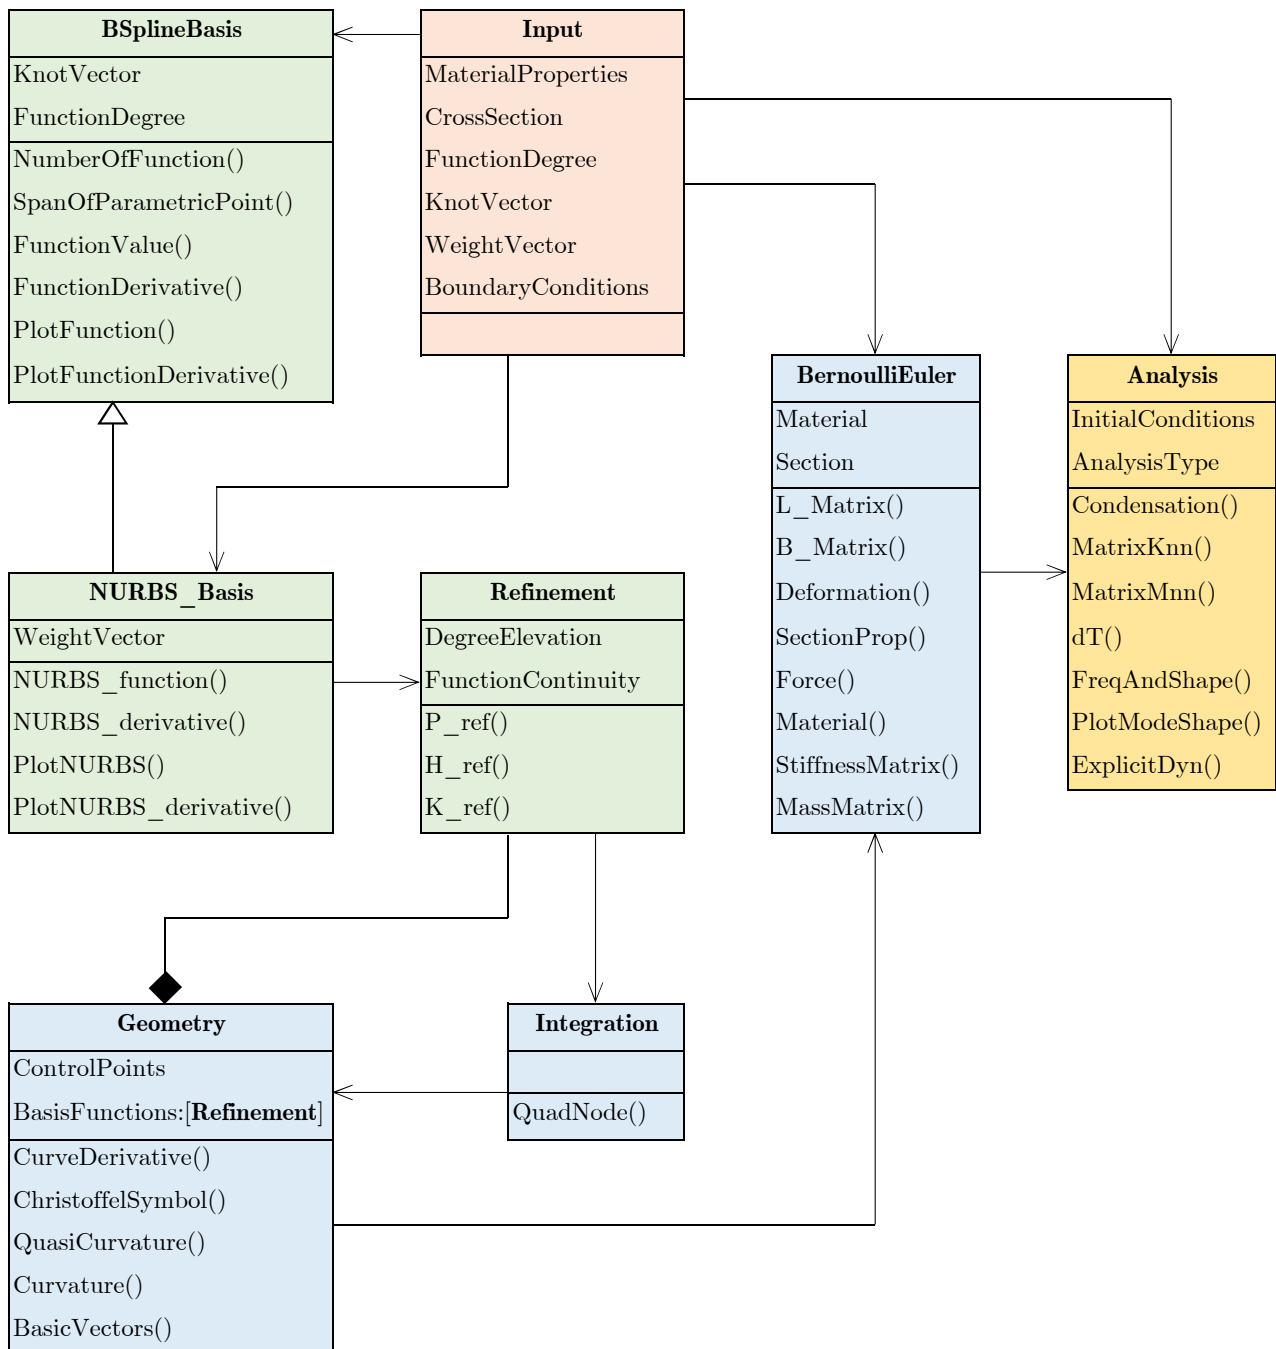 BSplineBasis
KnotVector
FunctionDegree
NumberOfFunction()
SpanOfParametricPoint()
FunctionValue()
FunctionDerivative()
PlotFunction()
PlotFunctionDerivative()
Input
MaterialProperties
CrossSection
FunctionDegree
KnotVector
WeightVector
BoundaryConditions
BernoulliEuler
Material
Section
L_Matrix()
B_Matrix()
Deformation()
SectionProp()
Force()
Material()
StiffnessMatrix()
MassMatrix()
Analysis
InitialConditions
AnalysisType
Condensation()
MatrixKnn()
MatrixMnn()
dT()
FreqAndShape()
PlotModeShape()
ExplicitDyn()
NURBS_Basis
WeightVector
NURBS_function()
NURBS_derivative()
PlotNURBS()
PlotNURBS_derivative()
Refinement
DegreeElevation
FunctionContinuity
P_ref()
H_ref()
K_ref()
Geometry
ControlPoints
BasisFunctions:[Refinement]
CurveDerivative()
ChristoffelSymbol()
QuasiCurvature()
Curvature()
BasicVectors()
Integration
QuadNode()